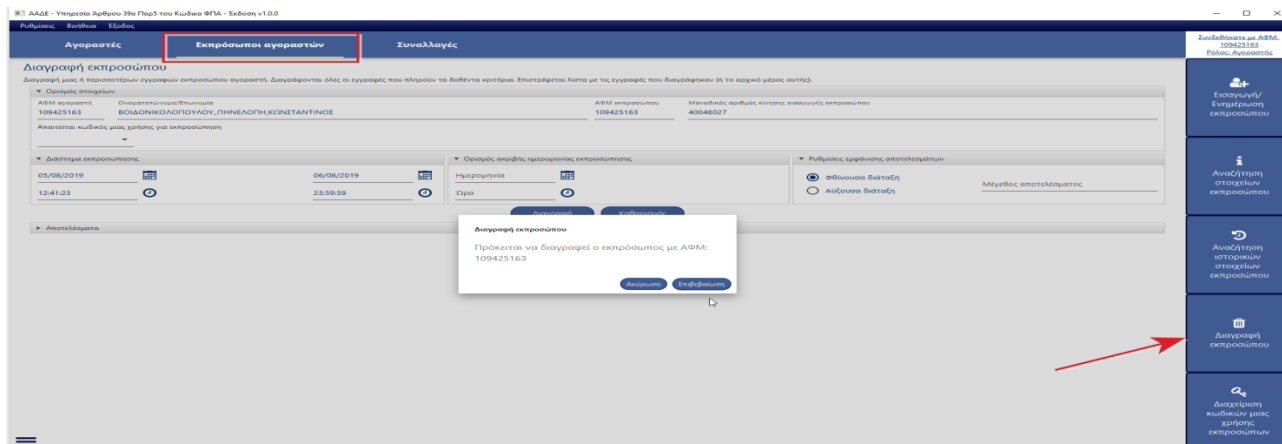 ΑΑΔΕ - Υπηρεσία Άρθρου 39α Παρ5 του Κώδικα ΦΠΑ - Έκδοση v1.0.0
Ρυθμίσεις Βοήθεια Έξοδος
Αγοραστές Εκπρόσωποι αγοραστών Συναλλαγές
Συνδεθήκατε με ΑΦΜ:
109425163
Ρόλος: Αγοραστής
Διαγραφή εκπροσώπου
Διαγραφή μιας ή περισσοτέρων εγγραφών εκπροσώπου αγοραστή. Διαγράφονται όλες οι εγγραφές που πληρούν τα δοθέντα κριτήρια. Επιστρέφεται λίστα με τις εγγραφές που διαγράφηκαν (ή το αρχικό μέρος αυτής).
Ορισμός στοιχείων
ΑΦΜ αγοραστή Ονοματεπώνυμο/Επωνυμία ΑΦΜ εκπροσώπου Μοναδικός αριθμός κίνησης εισαγωγής εκπροσώπου
109425163 ΒΟΙΔΟΝΙΚΟΛΟΠΟΥΛΟΥ,,ΠΗΝΕΛΟΠΗ,ΚΩΝΣΤΑΝΤΙΝΟΣ 109425163 40048027
Απαιτείται κωδικός μιας χρήσης για εκπροσώπηση
Διάστημα εκπροσώπησης Ορισμός ακριβής ημερομηνίας εκπροσώπησης Ρυθμίσεις εμφάνισης αποτελεσμάτων
05/08/2019 06/08/2019 Ημερομηνία Φθίνουσα διάταξη
Μέγεθος αποτελέσματος
12:41:23 23:59:59 Ώρα Αύξουσα διάταξη
Διαγραφή Καθαρισμός
Αποτελέσματα
Διαγραφή εκπροσώπου
Πρόκειται να διαγραφεί ο εκπρόσωπος με ΑΦΜ:
109425163
Ακύρωση Επιβεβαίωση
Εισαγωγή/
Ενημέρωση
εκπροσώπου
Αναζήτηση
στοιχείων
εκπροσώπου
Αναζήτηση
ιστορικών
στοιχείων
εκπροσώπου
Διαγραφή
εκπροσώπου
Διαχείριση
κωδικών μιας
χρήσης
εκπροσώπων